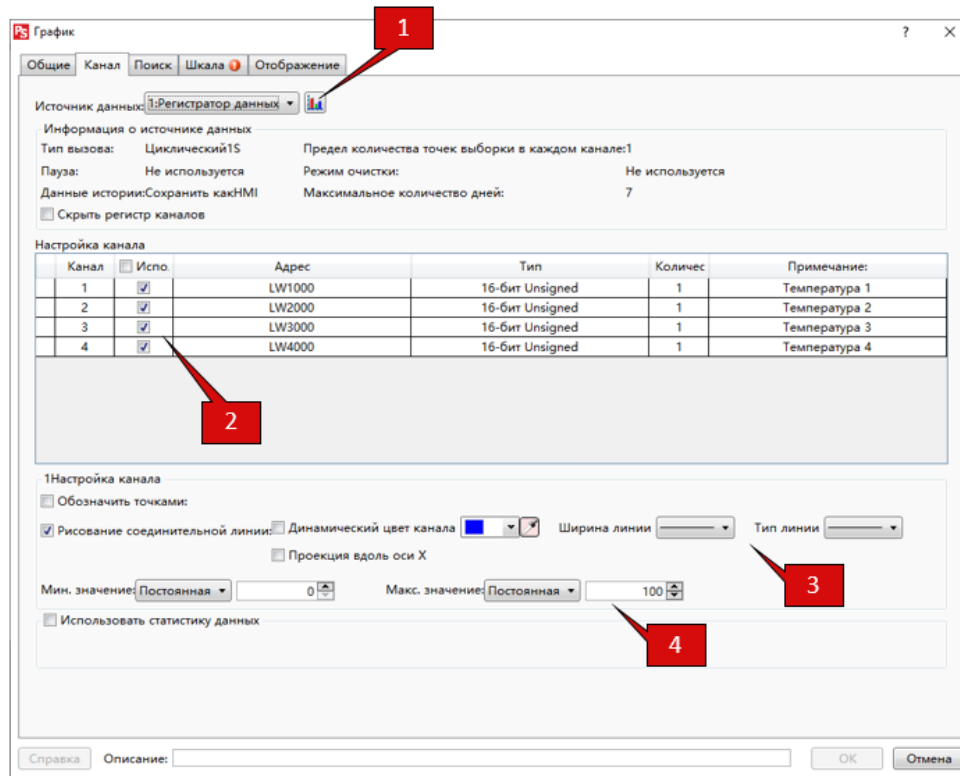 1
PS График ? ×
Общие Канал Поиск Шкала Отображение
Источник данных: 1:Регистратор данных
Информация о источнике данных
Тип вызова: Циклический1S Предел количества точек выборки в каждом канале:1
Пауза: Не используется Режим очистки: Не используется
Данные истории:Сохранить какHMI Максимальное количество дней: 7
Скрыть регистр каналов
Настройка канала
Канал Испо. Адрес Тип Количес Примечание:
1 LW1000 16-бит Unsigned 1 Температура 1
2 LW2000 16-бит Unsigned 1 Температура 2
3 LW3000 16-бит Unsigned 1 Температура 3
4 LW4000 16-бит Unsigned 1 Температура 4
2
1Настройка канала
Обозначить точками:
Рисование соединительной линии: Динамический цвет канала Ширина линии Тип линии
Проекция вдоль оси X
3
Мин. значение: Постоянная 0 Макс. значение: Постоянная 100
Использовать статистику данных
4
Справка Описание: OK Отмена